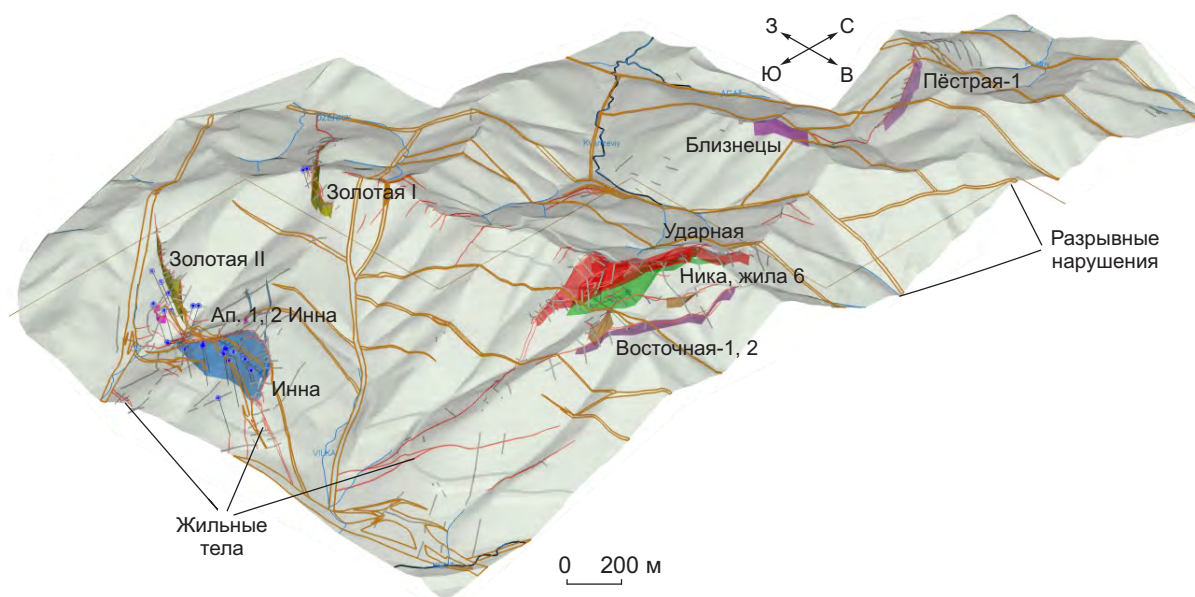 З С
Ю В
Пёстрая-1
Близнецы
Золотая I
Ударная
Разрывные
нарушения
Золотая II
Ника, жила 6
Ап. 1, 2 Инна
Восточная-1, 2
Инна
VILKA
Жильные
тела
0 200 м